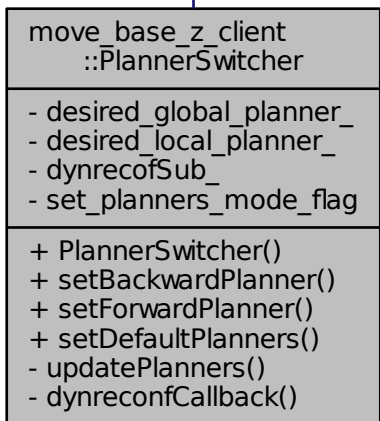 move_base_z_client
::PlannerSwitcher
- desired_global_planner_
- desired_local_planner_
- dynrecofSub_
- set_planners_mode_flag
+ PlannerSwitcher()
+ setBackwardPlanner()
+ setForwardPlanner()
+ setDefaultPlanners()
- updatePlanners()
- dynreconfCallback()